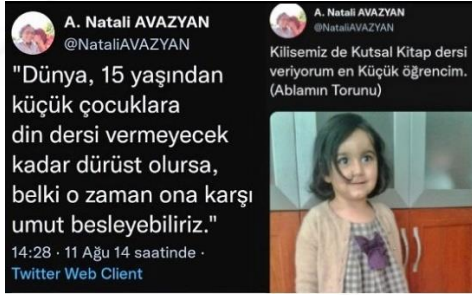 A. Natali AVAZYAN
@NataliAVAZYAN
"Dünya, 15 yaşından
küçük çocuklara
din dersi vermeyecek
kadar dürüst olursa,
belki o zaman ona karşı
umut besleyebiliriz."
14:28 · 11 Ağu 14 saatinde ·
Twitter Web Client
A. Natali AVAZYAN
@NataliAVAZYAN
Kilisemiz de Kutsal Kitap dersi
veriyorum en Küçük öğrencim.
(Ablamın Torunu)